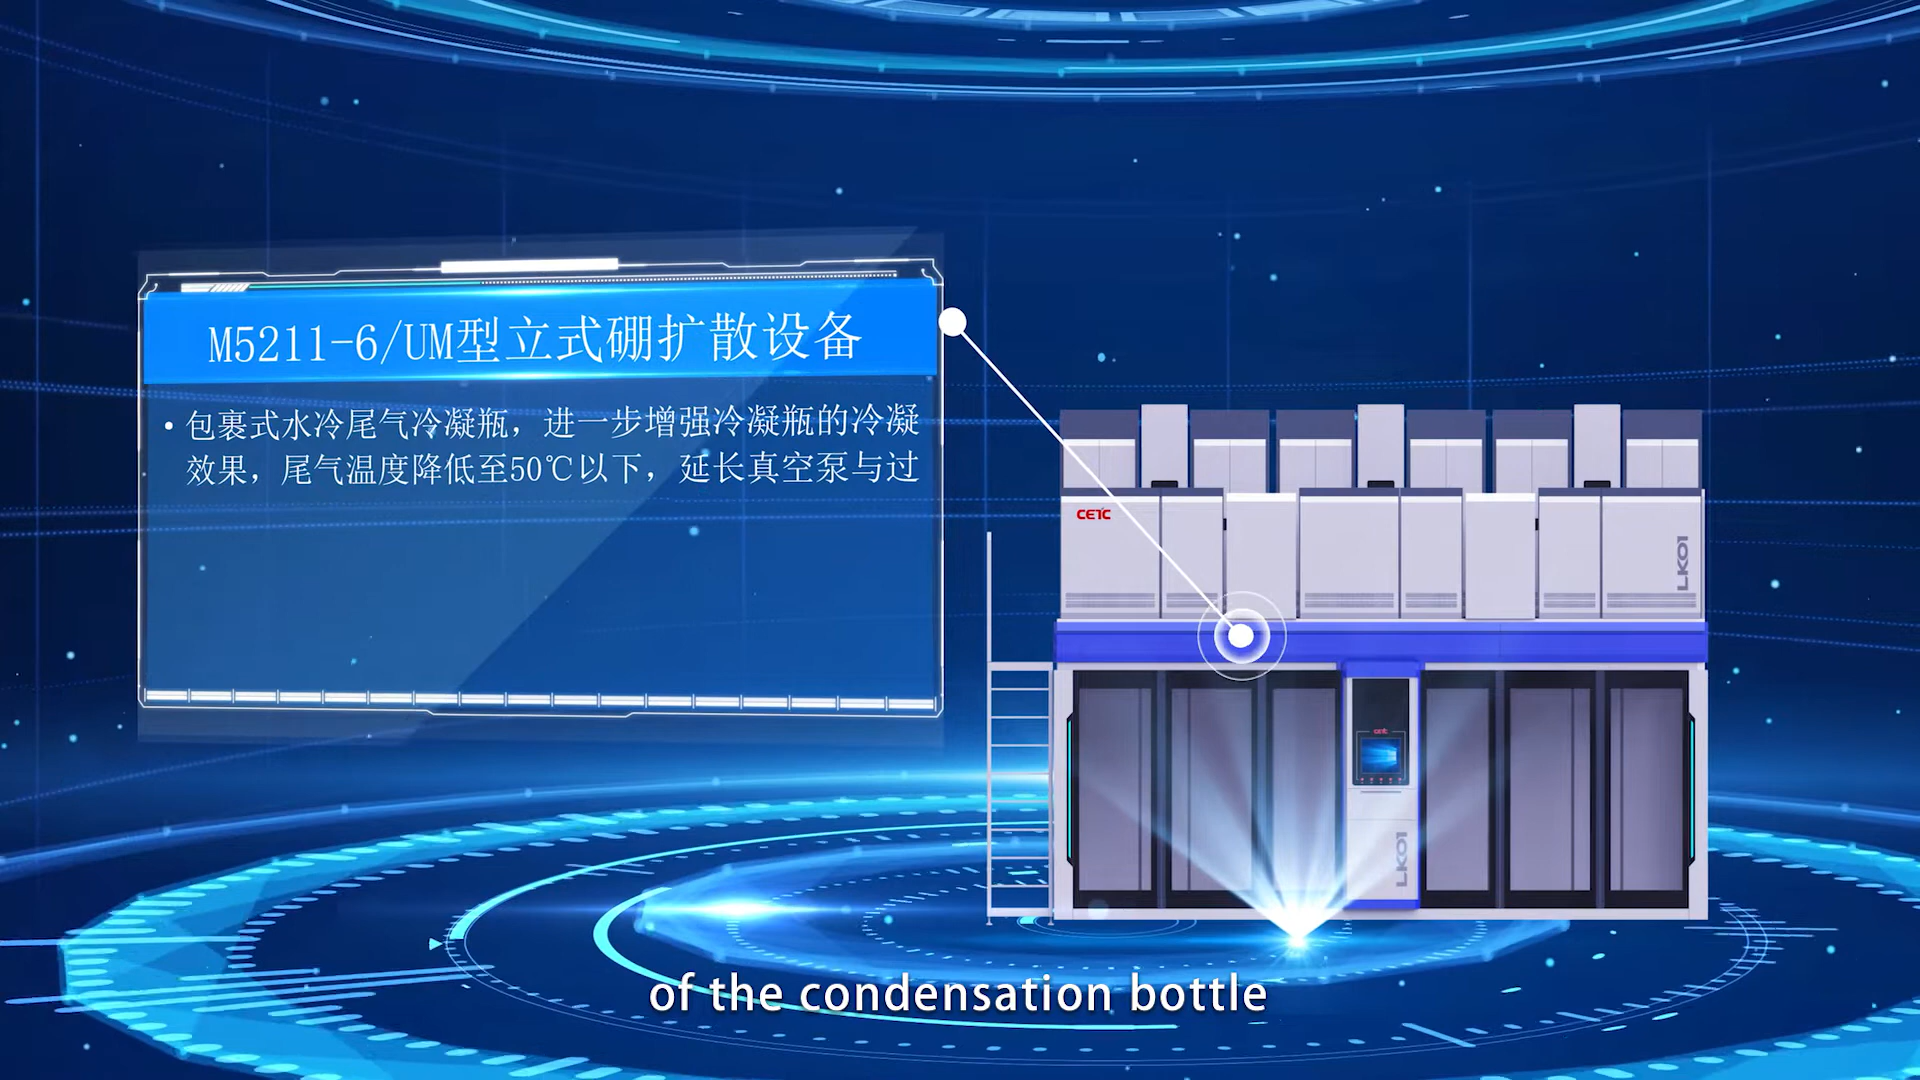 M5211-6/UM型立式硼扩散设备
• 包裹式水冷尾气冷凝瓶，进一步增强冷凝瓶的冷凝
效果，尾气温度降低至50℃以下，延长真空泵与过
CETC
LK01
CETC
LK01
of the condensation bottle